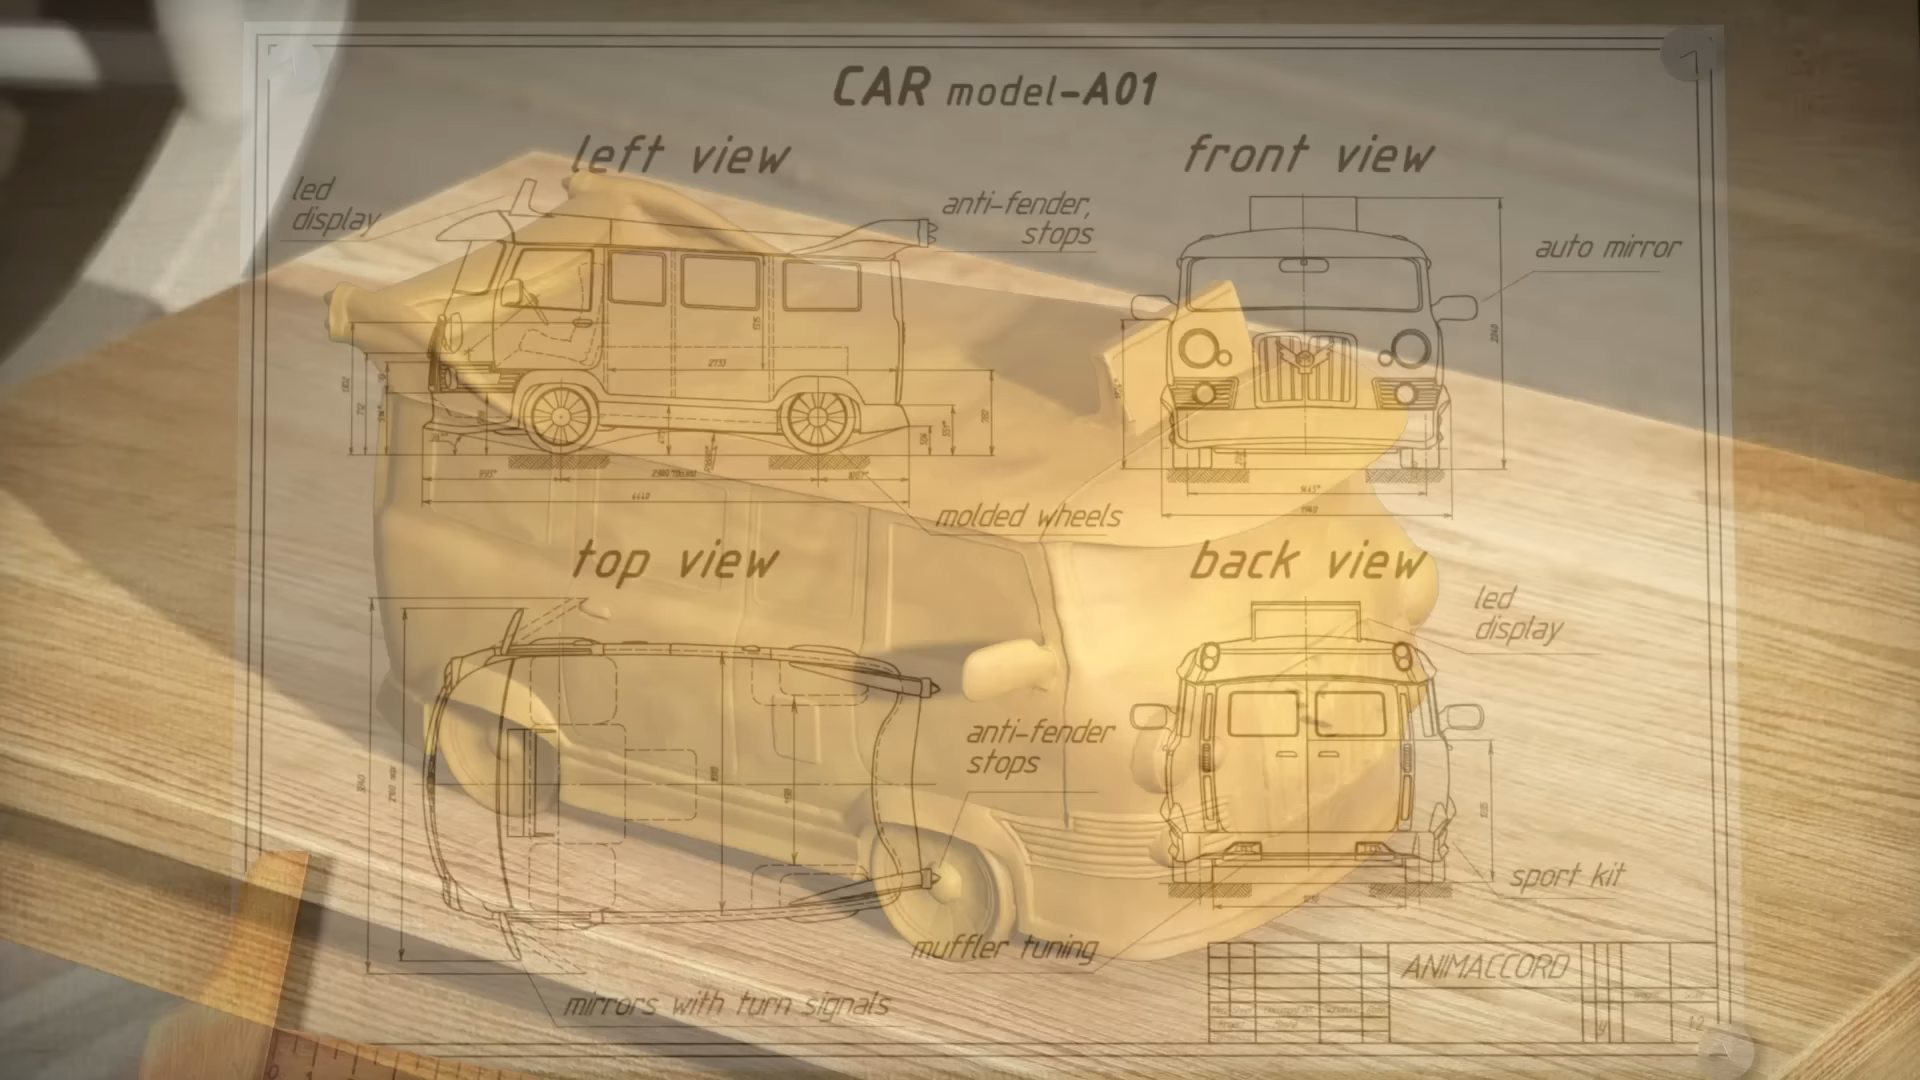 CAR model-A01
left view
front view
led
display
anti-fender,
stops
auto mirror
molded wheels
top view
back view
led
display
anti-fender
stops
sport kit
muffler tuning
mirrors with turn signals
ANIMACCORD